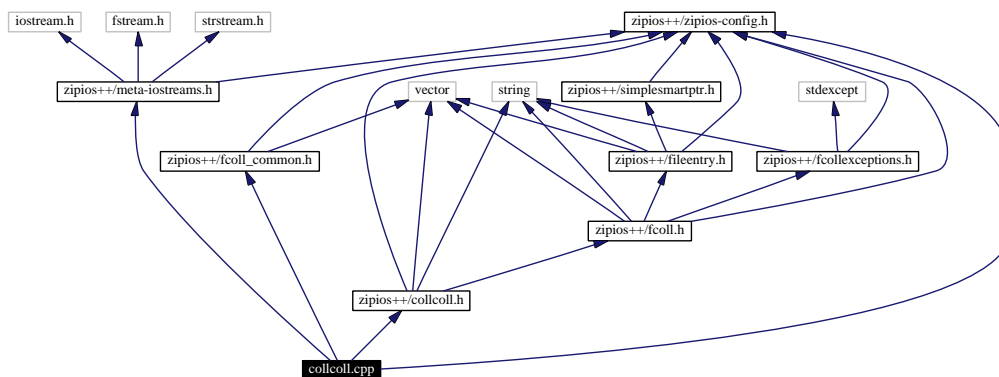 iostream.h
fstream.h
strstream.h
zipios++/zipios-config.h
zipios++/meta-iostreams.h
vector
string
zipios++/simplesmartptr.h
stdexcept
zipios++/fcoll_common.h
zipios++/fileentry.h
zipios++/fcollexceptions.h
zipios++/fcoll.h
zipios++/collcoll.h
collcoll.cpp